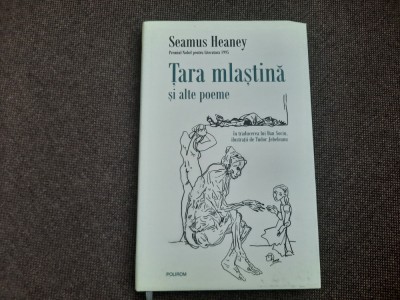 Seamus Heaney
Premiul Nobel pentru Literatură 1995
Țara mlaștină
și alte poeme
În traducerea lui Dan Sociu,
ilustrații de Tudor Jebeleanu
POLIROM